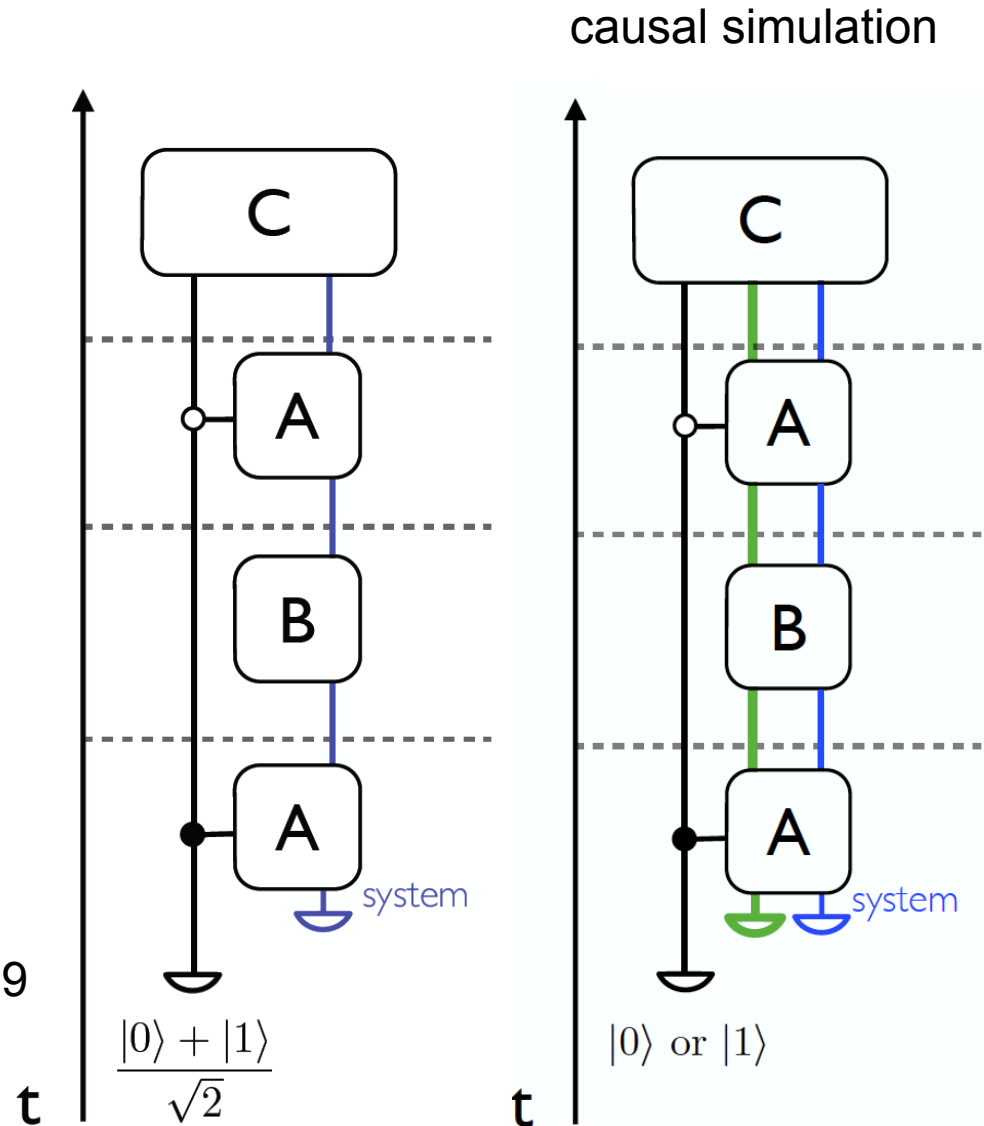 causal simulation
C
A
B
A
system
9
|0⟩ + |1⟩
√2
t
C
A
B
A
system
|0⟩ or |1⟩
t